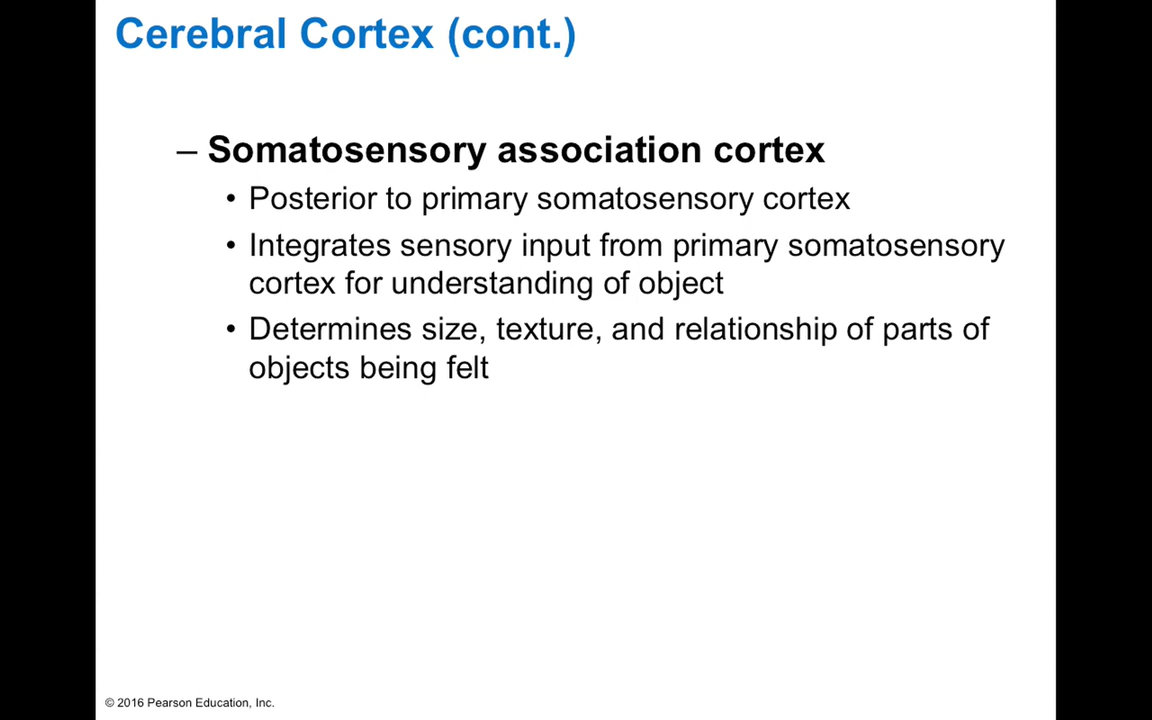 Cerebral Cortex (cont.)
– Somatosensory association cortex
• Posterior to primary somatosensory cortex
• Integrates sensory input from primary somatosensory
cortex for understanding of object
• Determines size, texture, and relationship of parts of
objects being felt
© 2016 Pearson Education, Inc.